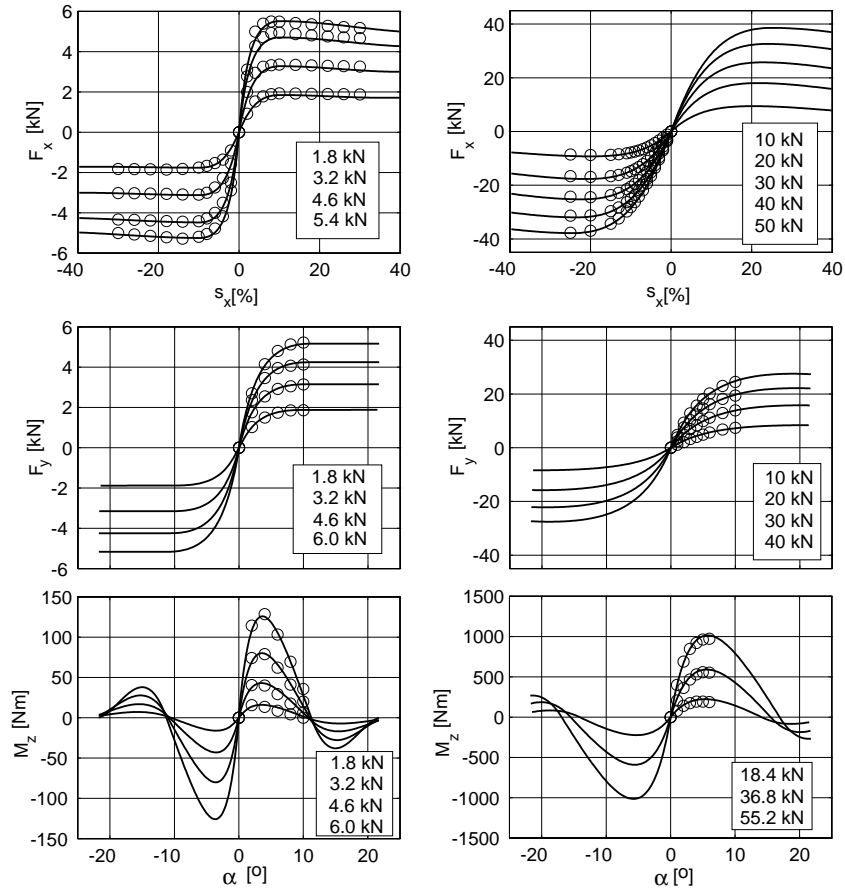 6
4
2
0
-2
-4
-6
F_x [kN]
1.8 kN
3.2 kN
4.6 kN
5.4 kN
-40 -20 0 20 40
s_x[%]
40
20
0
-20
-40
F_x [kN]
10 kN
20 kN
30 kN
40 kN
50 kN
-40 -20 0 20 40
s_x[%]
6
4
2
0
-2
-4
-6
F_y [kN]
1.8 kN
3.2 kN
4.6 kN
6.0 kN
40
20
0
-20
-40
F_y [kN]
10 kN
20 kN
30 kN
40 kN
150
100
50
0
-50
-100
-150
M_z [Nm]
1.8 kN
3.2 kN
4.6 kN
6.0 kN
-20 -10 0 10 20
α [o]
1500
1000
500
0
-500
-1000
-1500
M_z [Nm]
18.4 kN
36.8 kN
55.2 kN
-20 -10 0 10 20
α [o]